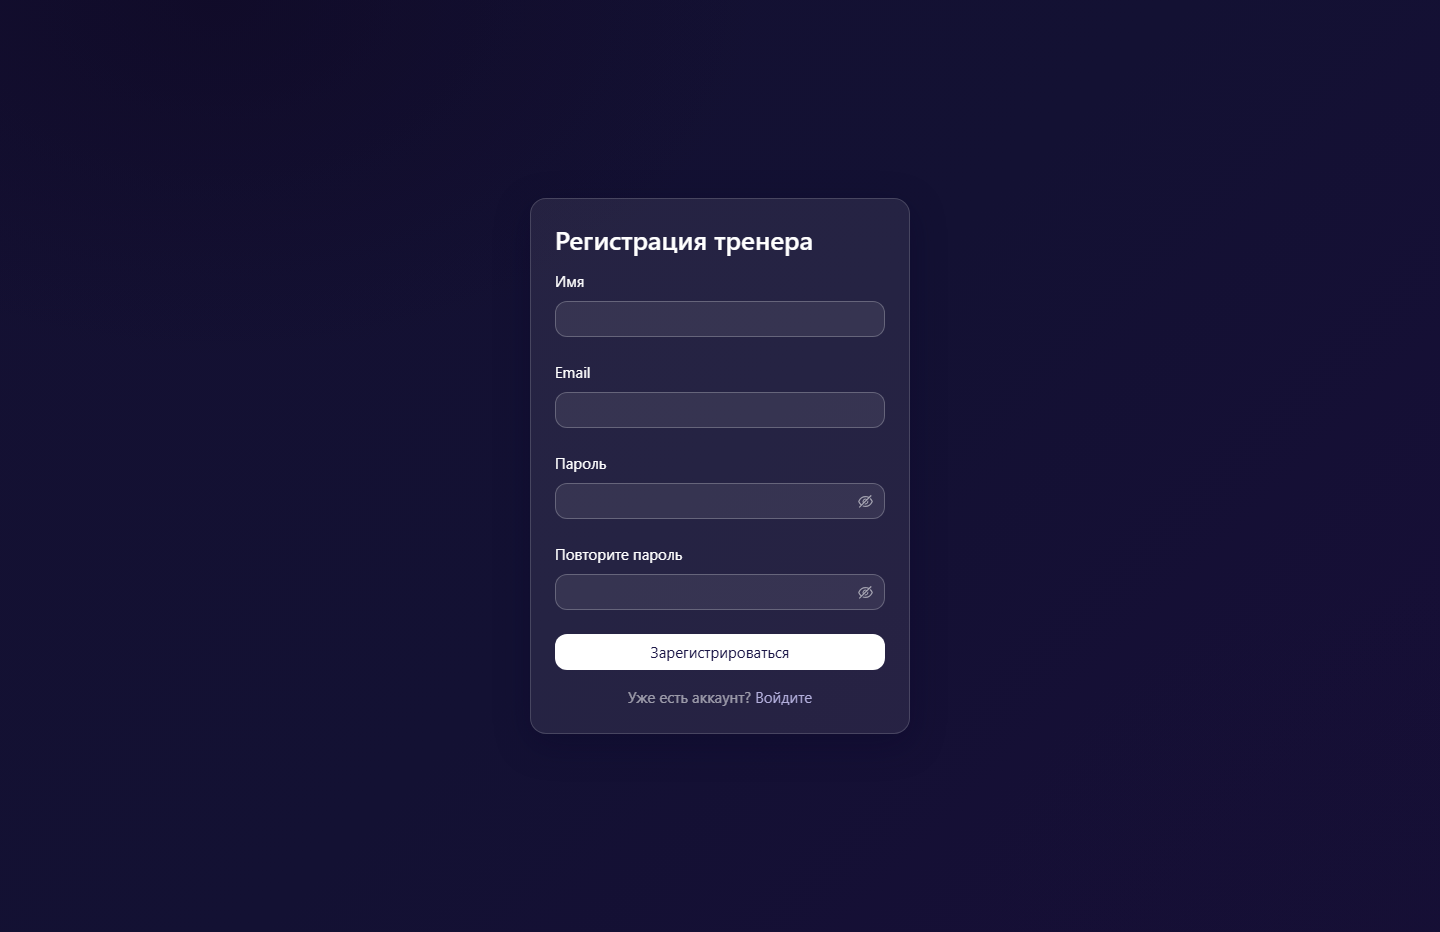 Регистрация тренера
Имя
Email
Пароль
Повторите пароль
Зарегистрироваться
Уже есть аккаунт? Войдите